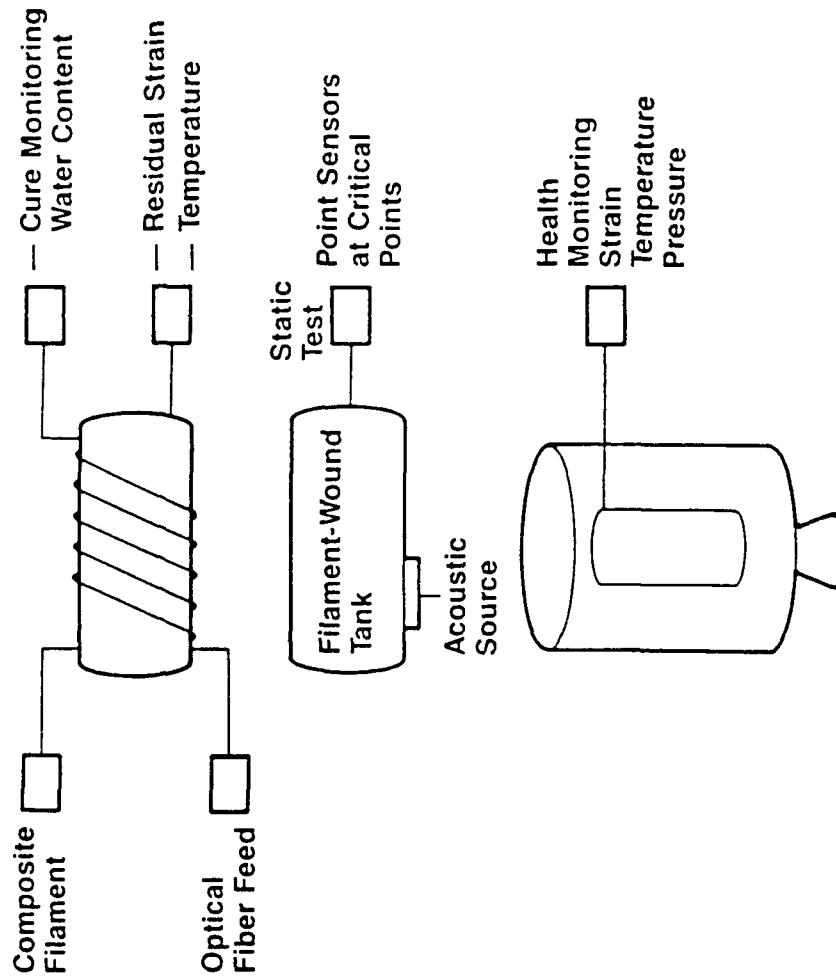 Composite
Filament
Optical
Fiber Feed
— Cure Monitoring
Water Content
— Residual Strain
— Temperature
Filament-Wound
Tank
Acoustic
Source
Static
Test
Point Sensors
at Critical
Points
Health
Monitoring
Strain
Temperature
Pressure